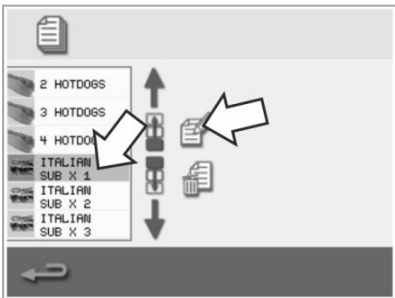 2 HOTDOGS
3 HOTDOGS
4 HOTDO
ITALIAN
SUB X 1
ITALIAN
SUB X 2
ITALIAN
SUB X 3